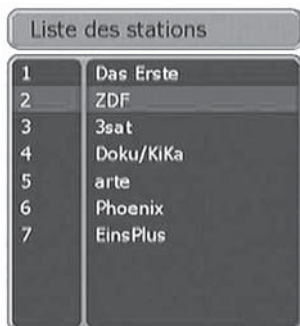 Liste des stations
1 Das Erste
2 ZDF
3 3sat
4 Doku/KiKa
5 arte
6 Phoenix
7 EinsPlus